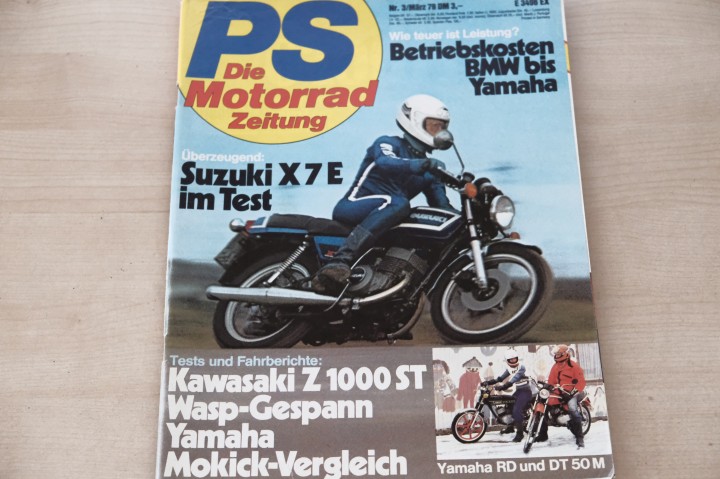 Nr. 3/März 79 DM 3,–
E 3406 EX
PS
Die
Motorrad
Zeitung
Wie teuer ist Leistung?
Betriebskosten
BMW bis
Yamaha
Überzeugend:
Suzuki X 7 E
im Test
SUZUKI
Tests und Fahrberichte:
Kawasaki Z 1000 ST
Wasp-Gespann
Yamaha
Mokick-Vergleich
Yamaha RD und DT 50 M